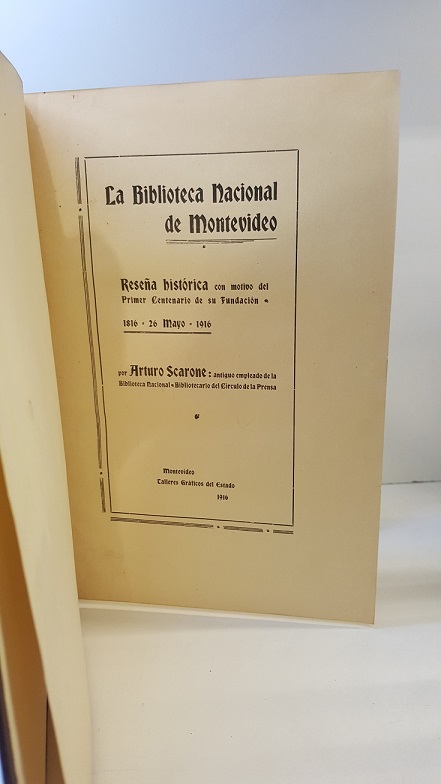 La Biblioteca Nacional
de Montevideo
Reseña histórica con motivo del
Primer Centenario de su Fundación
1816 - 26 Mayo - 1916
por Arturo Scarone: antiguo empleado de la
Biblioteca Nacional - Bibliotecario del Círculo de la Prensa
Montevideo
Talleres Gráficos del Estado
1916